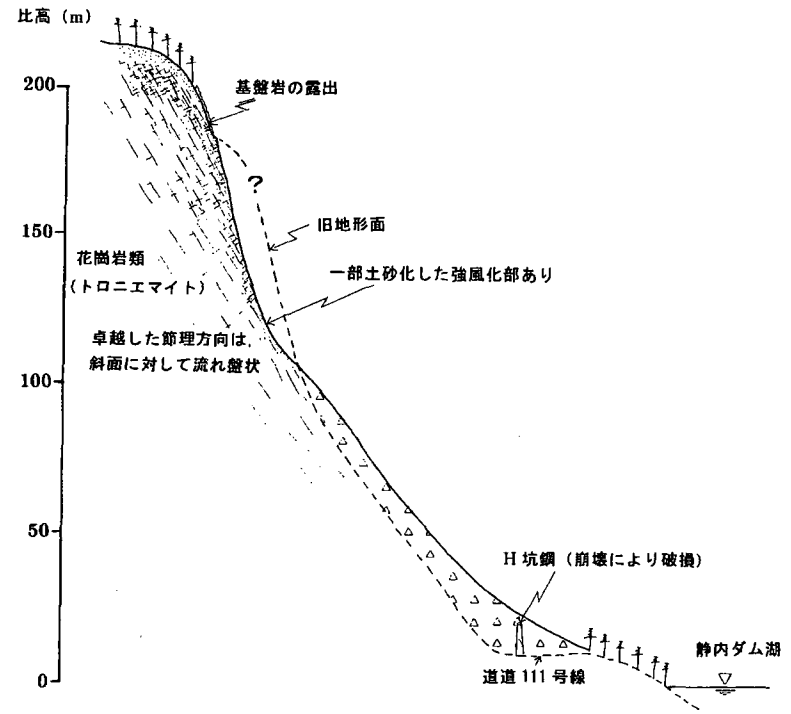 比高（m）
200
基盤岩の露出
?
150
旧地形面
花崗岩類
（トロニエマイト）
一部土砂化した強風化部あり
卓越した節理方向は，
斜面に対して流れ盤状
100
50
H坑鋼（崩壊により破損）
静内ダム湖
道道111号線
0